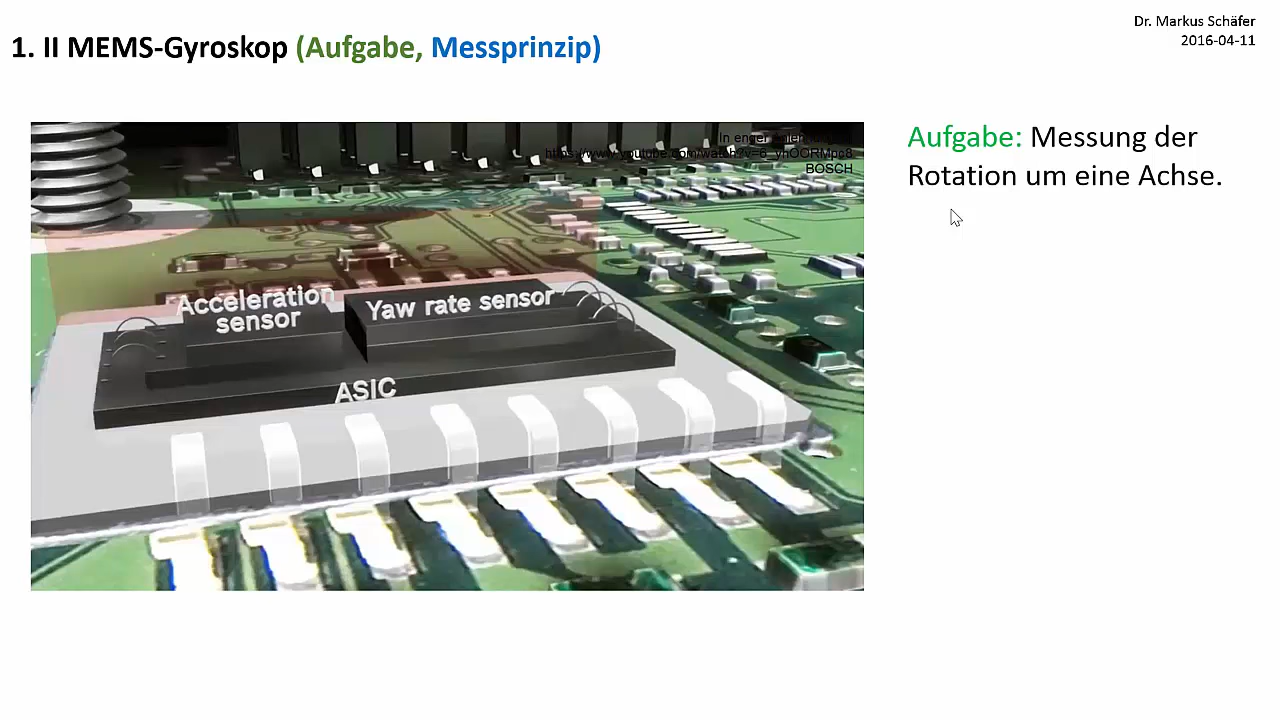 Dr. Markus Schäfer
2016-04-11
1. II MEMS-Gyroskop (Aufgabe, Messprinzip)
In
BOSCH
Aufgabe: Messung der
Rotation um eine Achse.
Acceleration
sensor
Yaw rate sensor
ASIC